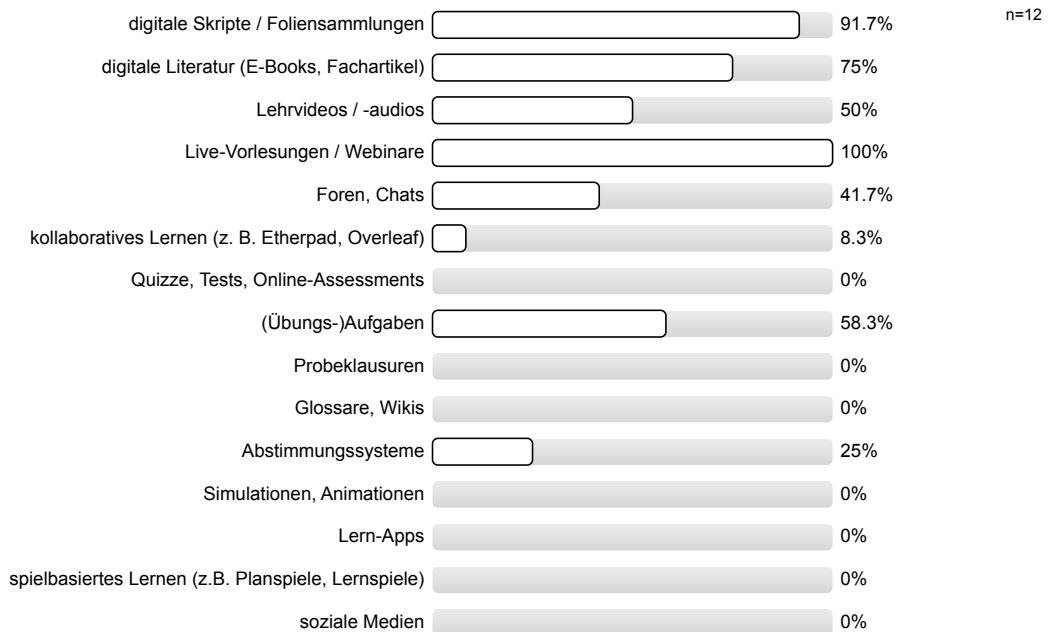 n=12
digitale Skripte / Foliensammlungen 91.7%
digitale Literatur (E-Books, Fachartikel) 75%
Lehrvideos / -audios 50%
Live-Vorlesungen / Webinare 100%
Foren, Chats 41.7%
kollaboratives Lernen (z. B. Etherpad, Overleaf) 8.3%
Quizze, Tests, Online-Assessments 0%
(Übungs-)Aufgaben 58.3%
Probeklausuren 0%
Glossare, Wikis 0%
Abstimmungssysteme 25%
Simulationen, Animationen 0%
Lern-Apps 0%
spielbasiertes Lernen (z.B. Planspiele, Lernspiele) 0%
soziale Medien 0%